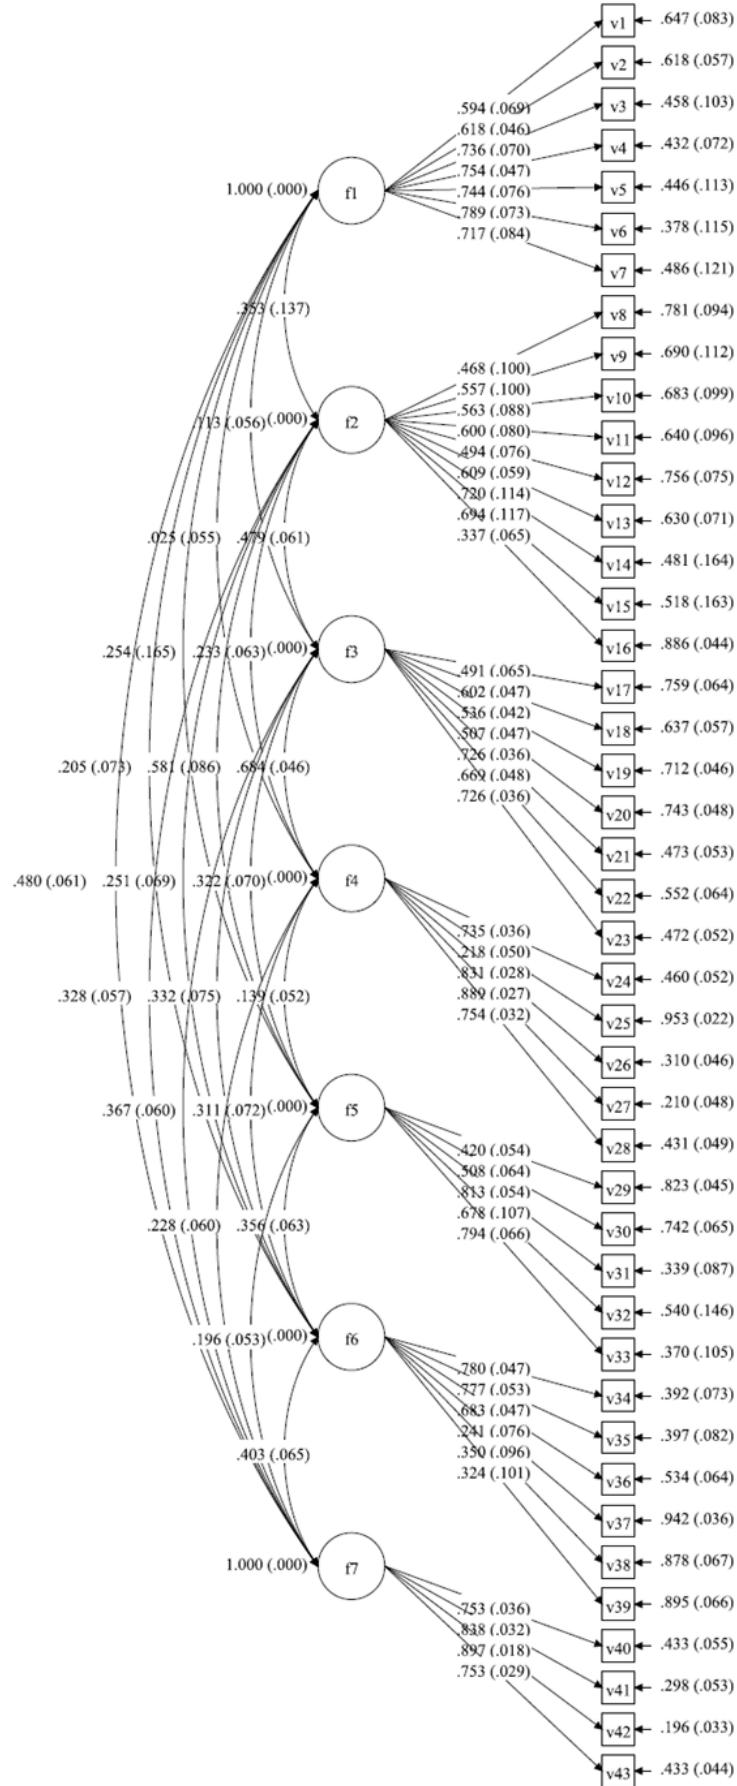 v1 .647 (.083)
v2 .618 (.057)
v3 .458 (.103)
.594 (.069)
.618 (.046)
v4 .432 (.072)
.736 (.070)
.754 (.047)
1.000 (.000) f1 .744 (.076) v5 .446 (.113)
.789 (.073)
v6 .378 (.115)
.717 (.084)
v7 .486 (.121)
.353 (.137) v8 .781 (.094)
v9 .690 (.112)
.468 (.100)
.557 (.100)
v10 .683 (.099)
.563 (.088)
.113 (.056) (.000) f2
.600 (.080) v11 .640 (.096)
.494 (.076)
.609 (.059) v12 .756 (.075)
.720 (.114)
.694 (.117) v13 .630 (.071)
.337 (.065)
.025 (.055) .479 (.061)
v14 .481 (.164)
v15 .518 (.163)
.254 (.165) .233 (.063) (.000) f3 v16 .886 (.044)
.491 (.065)
v17 .759 (.064)
.602 (.047)
.536 (.042)
v18 .637 (.057)
.507 (.047)
.726 (.036)
.205 (.073) .581 (.086) .684 (.046) v19 .712 (.046)
.669 (.048)
.726 (.036)
v20 .743 (.048)
v21 .473 (.053)
.480 (.061) .251 (.069) .322 (.070) (.000) f4
v22 .552 (.064)
.735 (.036) v23 .472 (.052)
.218 (.050)
.831 (.028) v24 .460 (.052)
.889 (.027)
.328 (.057) .332 (.075) .139 (.052)
.754 (.032) v25 .953 (.022)
v26 .310 (.046)
.367 (.060) .311 (.072) (.000) f5 v27 .210 (.048)
v28 .431 (.049)
.420 (.054)
.508 (.064)
v29 .823 (.045)
.813 (.054)
.678 (.107)
.228 (.060) .356 (.063) v30 .742 (.065)
.794 (.066)
v31 .339 (.087)
v32 .540 (.146)
.196 (.053) (.000) f6
v33 .370 (.105)
.780 (.047)
.777 (.053) v34 .392 (.073)
.683 (.047)
.241 (.076) v35 .397 (.082)
.403 (.065) .350 (.096)
.324 (.101) v36 .534 (.064)
v37 .942 (.036)
1.000 (.000) f7 v38 .878 (.067)
v39 .895 (.066)
.753 (.036)
.838 (.032)
v40 .433 (.055)
.897 (.018)
.753 (.029)
v41 .298 (.053)
v42 .196 (.033)
v43 .433 (.044)